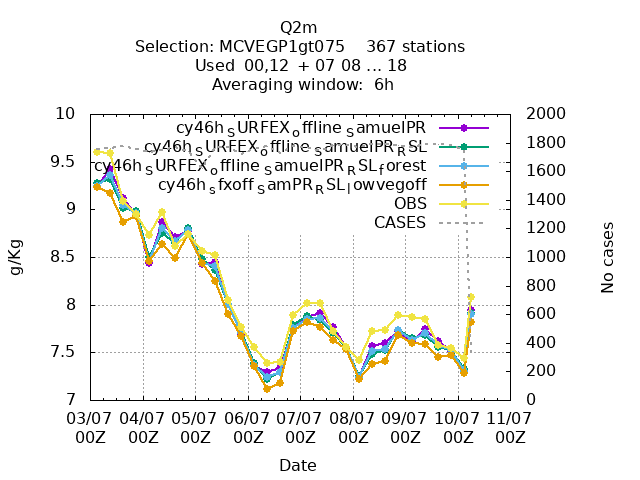 Q2m
Selection: MCVEGP1gt075    367 stations
Used  00,12  + 07 08 ... 18
Averaging window:  6h
10
9.5
9
8.5
8
7.5
7
2000
1800
1600
1400
1200
1000
800
600
400
200
0
cy46h_SURFEX_offline_samuelPR
cy46h_SURFEX_offline_samuelPR_RSL
cy46h_SURFEX_offline_samuelPR_RSL_forest
cy46h_sfxoff_SamPR_RSL_lowvegoff
OBS
CASES
g/Kg
No cases
03/07 04/07 05/07 06/07 07/07 08/07 09/07 10/07 11/07
00Z 00Z 00Z 00Z 00Z 00Z 00Z 00Z 00Z
Date